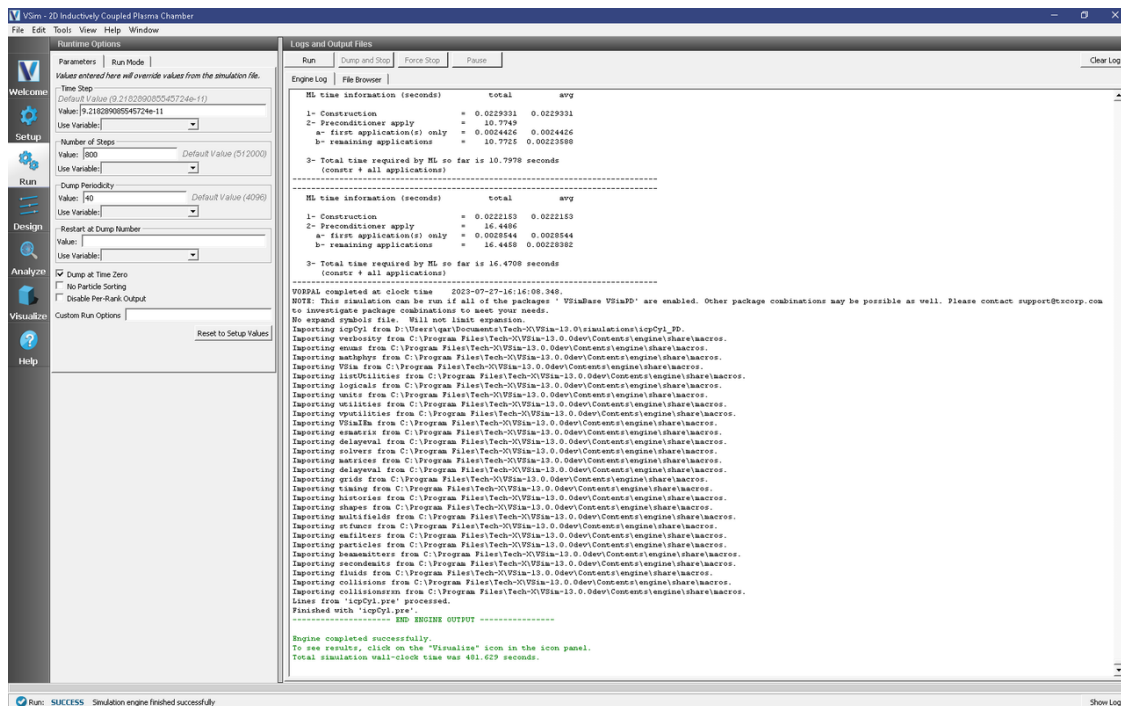 VSim - 2D Inductively Coupled Plasma Chamber
File Edit Tools View Help Window
Welcome
Setup
Run
Design
Analyze
Visualize
Help
Runtime Options
Parameters Run Mode
Values entered here will override values from the simulation file.
Time Step
Default Value (9.218289085545724e-11)
Value: 9.218289085545724e-11
Use Variable:
Number of Steps
Value: 800 Default Value (512000)
Use Variable:
Dump Periodicity
Value: 40 Default Value (4096)
Use Variable:
Restart at Dump Number
Value:
Use Variable:
Dump at Time Zero
No Particle Sorting
Disable Per-Rank Output
Custom Run Options
Reset to Setup Values
Logs and Output Files
Run Dump and Stop Force Stop Pause Clear Log
Engine Log File Browser
ML time information (seconds) total avg
1- Construction = 0.0229331 0.0229331
2- Preconditioner apply = 10.7749
a- first application(s) only = 0.0024426 0.0024426
b- remaining applications = 10.7725 0.00223588
3- Total time required by ML so far is 10.7978 seconds
(constr + all applications)
ML time information (seconds) total avg
1- Construction = 0.0222153 0.0222153
2- Preconditioner apply = 16.4486
a- first application(s) only = 0.0028544 0.0028544
b- remaining applications = 16.4458 0.00228382
3- Total time required by ML so far is 16.4708 seconds
(constr + all applications)
VORPAL completed at clock time 2023-07-27-16:16:08.348.
NOTE: This simulation can be run if all of the packages ' VSimBase VSimPD' are enabled. Other package combinations may be possible as well. Please contact support@txcorp.com
to investigate package combinations to meet your needs.
No expand symbols file. Will not limit expansion.
Importing icpCyl from D:\Users\qar\Documents\Tech-X\VSim-13.0\simulations\icpCyl_PD.
Importing verbosity from C:\Program Files\Tech-X\VSim-13.0.0dev\Contents\engine\share\macros.
Importing enums from C:\Program Files\Tech-X\VSim-13.0.0dev\Contents\engine\share\macros.
Importing mathphys from C:\Program Files\Tech-X\VSim-13.0.0dev\Contents\engine\share\macros.
Importing VSim from C:\Program Files\Tech-X\VSim-13.0.0dev\Contents\engine\share\macros.
Importing listUtilities from C:\Program Files\Tech-X\VSim-13.0.0dev\Contents\engine\share\macros.
Importing logicals from C:\Program Files\Tech-X\VSim-13.0.0dev\Contents\engine\share\macros.
Importing units from C:\Program Files\Tech-X\VSim-13.0.0dev\Contents\engine\share\macros.
Importing utilities from C:\Program Files\Tech-X\VSim-13.0.0dev\Contents\engine\share\macros.
Importing vputilities from C:\Program Files\Tech-X\VSim-13.0.0dev\Contents\engine\share\macros.
Importing VSimIEm from C:\Program Files\Tech-X\VSim-13.0.0dev\Contents\engine\share\macros.
Importing esmatrix from C:\Program Files\Tech-X\VSim-13.0.0dev\Contents\engine\share\macros.
Importing delayeval from C:\Program Files\Tech-X\VSim-13.0.0dev\Contents\engine\share\macros.
Importing solvers from C:\Program Files\Tech-X\VSim-13.0.0dev\Contents\engine\share\macros.
Importing matrices from C:\Program Files\Tech-X\VSim-13.0.0dev\Contents\engine\share\macros.
Importing delayeval from C:\Program Files\Tech-X\VSim-13.0.0dev\Contents\engine\share\macros.
Importing grids from C:\Program Files\Tech-X\VSim-13.0.0dev\Contents\engine\share\macros.
Importing timing from C:\Program Files\Tech-X\VSim-13.0.0dev\Contents\engine\share\macros.
Importing histories from C:\Program Files\Tech-X\VSim-13.0.0dev\Contents\engine\share\macros.
Importing shapes from C:\Program Files\Tech-X\VSim-13.0.0dev\Contents\engine\share\macros.
Importing multifields from C:\Program Files\Tech-X\VSim-13.0.0dev\Contents\engine\share\macros.
Importing stfuncs from C:\Program Files\Tech-X\VSim-13.0.0dev\Contents\engine\share\macros.
Importing emfilters from C:\Program Files\Tech-X\VSim-13.0.0dev\Contents\engine\share\macros.
Importing particles from C:\Program Files\Tech-X\VSim-13.0.0dev\Contents\engine\share\macros.
Importing beamemitters from C:\Program Files\Tech-X\VSim-13.0.0dev\Contents\engine\share\macros.
Importing secondemits from C:\Program Files\Tech-X\VSim-13.0.0dev\Contents\engine\share\macros.
Importing fluids from C:\Program Files\Tech-X\VSim-13.0.0dev\Contents\engine\share\macros.
Importing collisions from C:\Program Files\Tech-X\VSim-13.0.0dev\Contents\engine\share\macros.
Importing collisionsrxn from C:\Program Files\Tech-X\VSim-13.0.0dev\Contents\engine\share\macros.
Lines from 'icpCyl.pre' processed.
Finished with 'icpCyl.pre'.
-------------------- END ENGINE OUTPUT ----------------
Engine completed successfully.
To see results, click on the "Visualize" icon in the icon panel.
Total simulation wall-clock time was 481.629 seconds.
Run: SUCCESS Simulation engine finished successfully Show Log